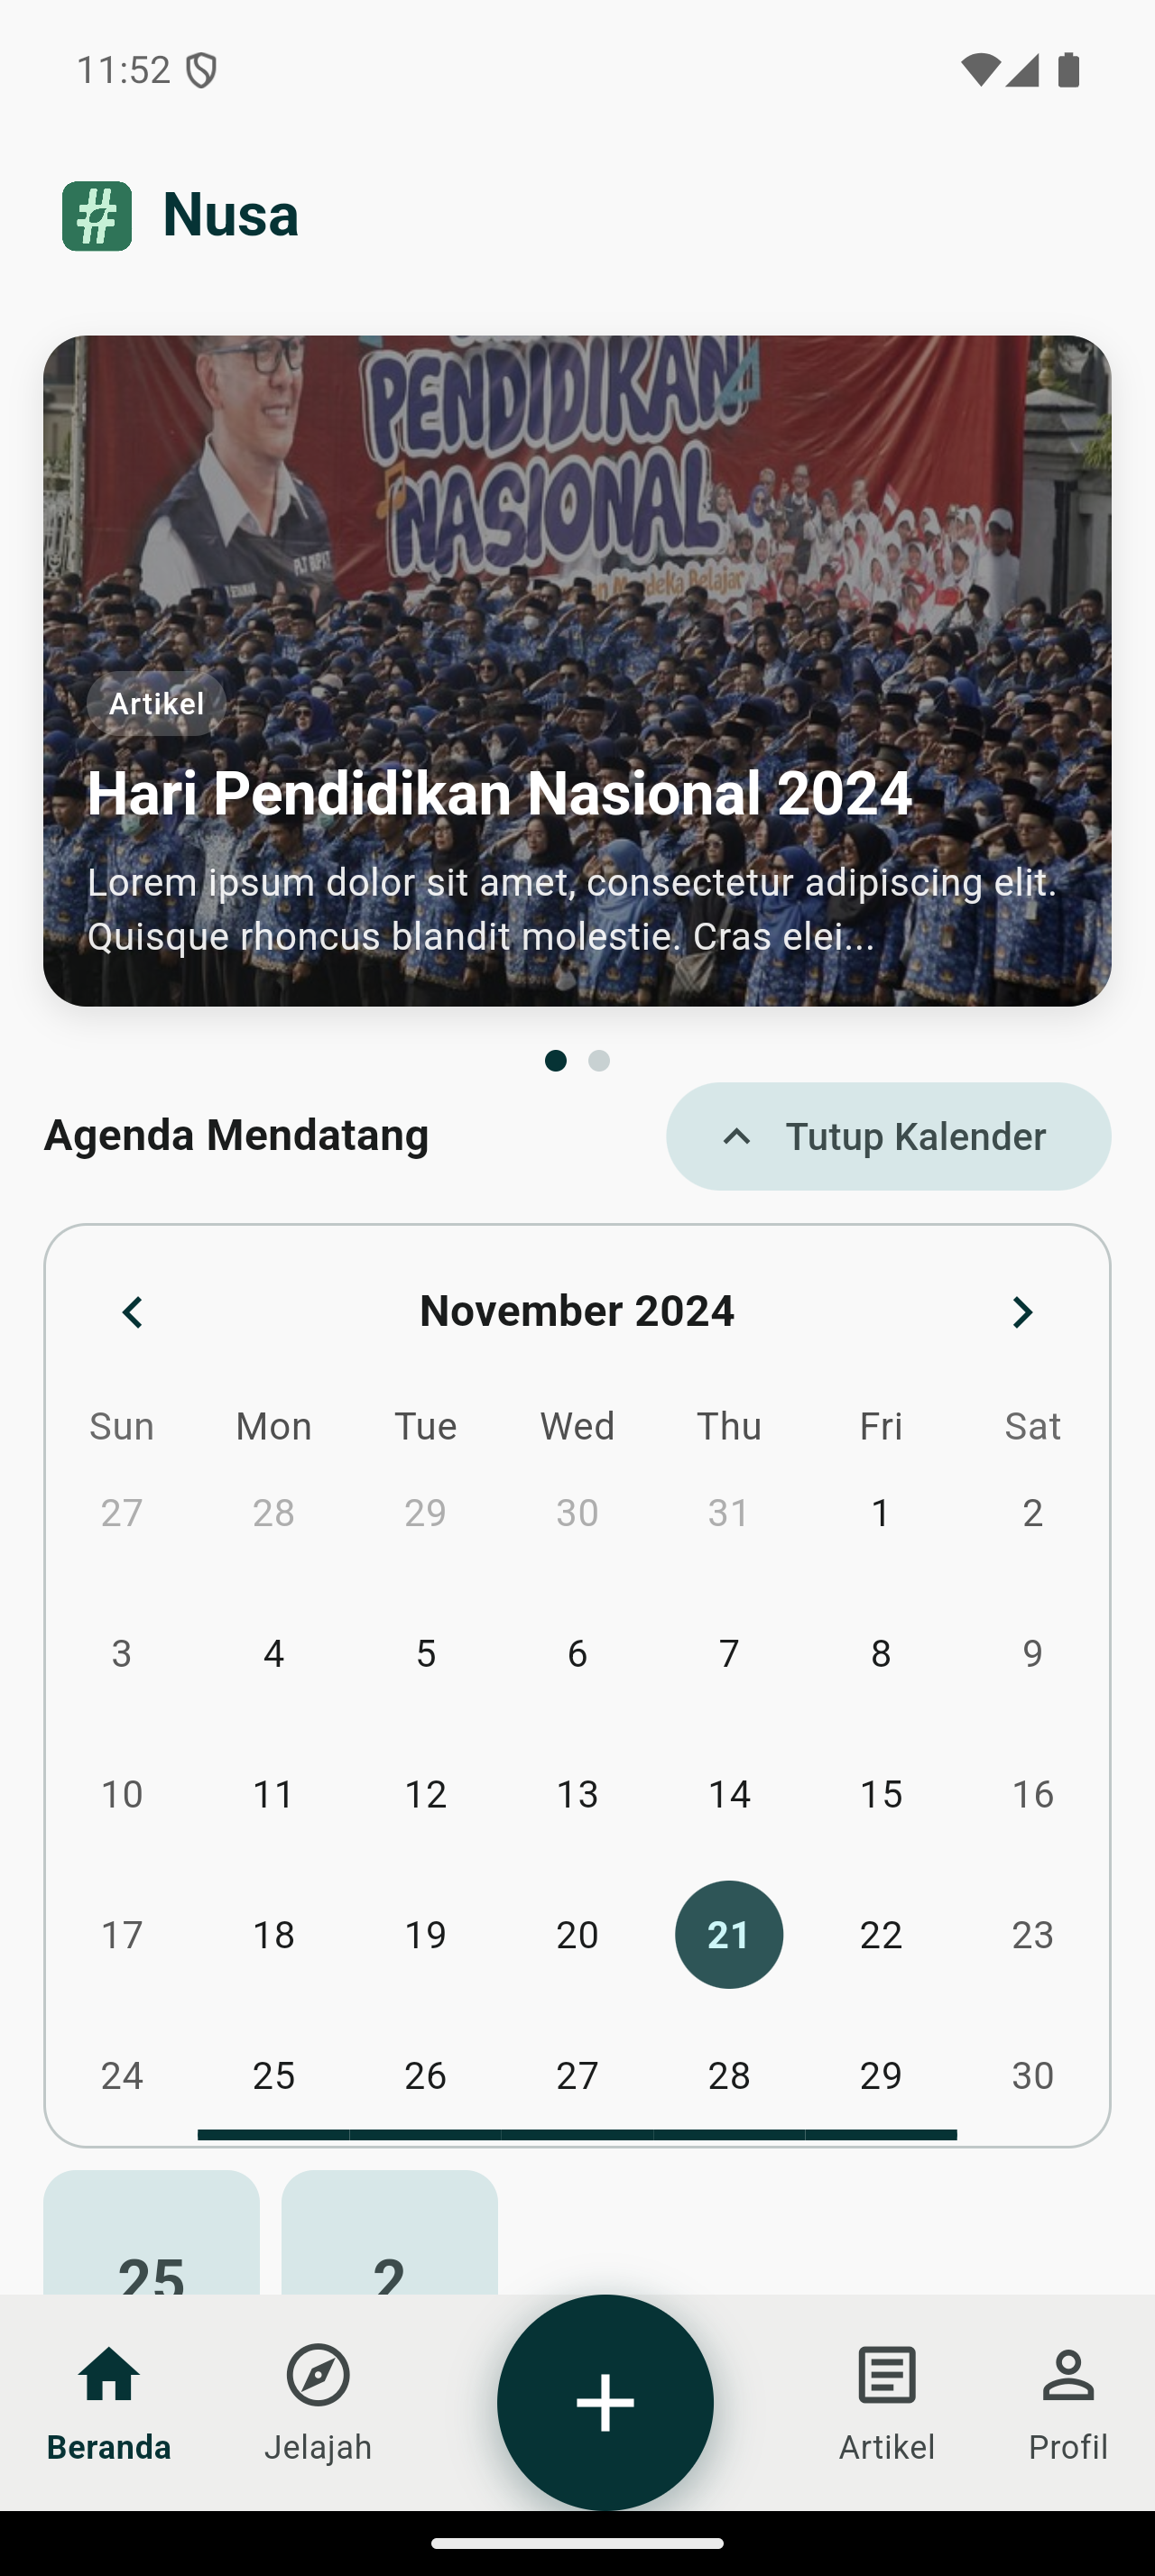 11:52
Nusa
PENDIDIKAN
NASIONAL
PLT BUPATI
Merdeka Belajar
Artikel
Hari Pendidikan Nasional 2024
Lorem ipsum dolor sit amet, consectetur adipiscing elit.
Quisque rhoncus blandit molestie. Cras elei...
Agenda Mendatang
Tutup Kalender
November 2024
Sun Mon Tue Wed Thu Fri Sat
27 28 29 30 31 1 2
3 4 5 6 7 8 9
10 11 12 13 14 15 16
17 18 19 20 21 22 23
24 25 26 27 28 29 30
25 2
Beranda Jelajah Artikel Profil